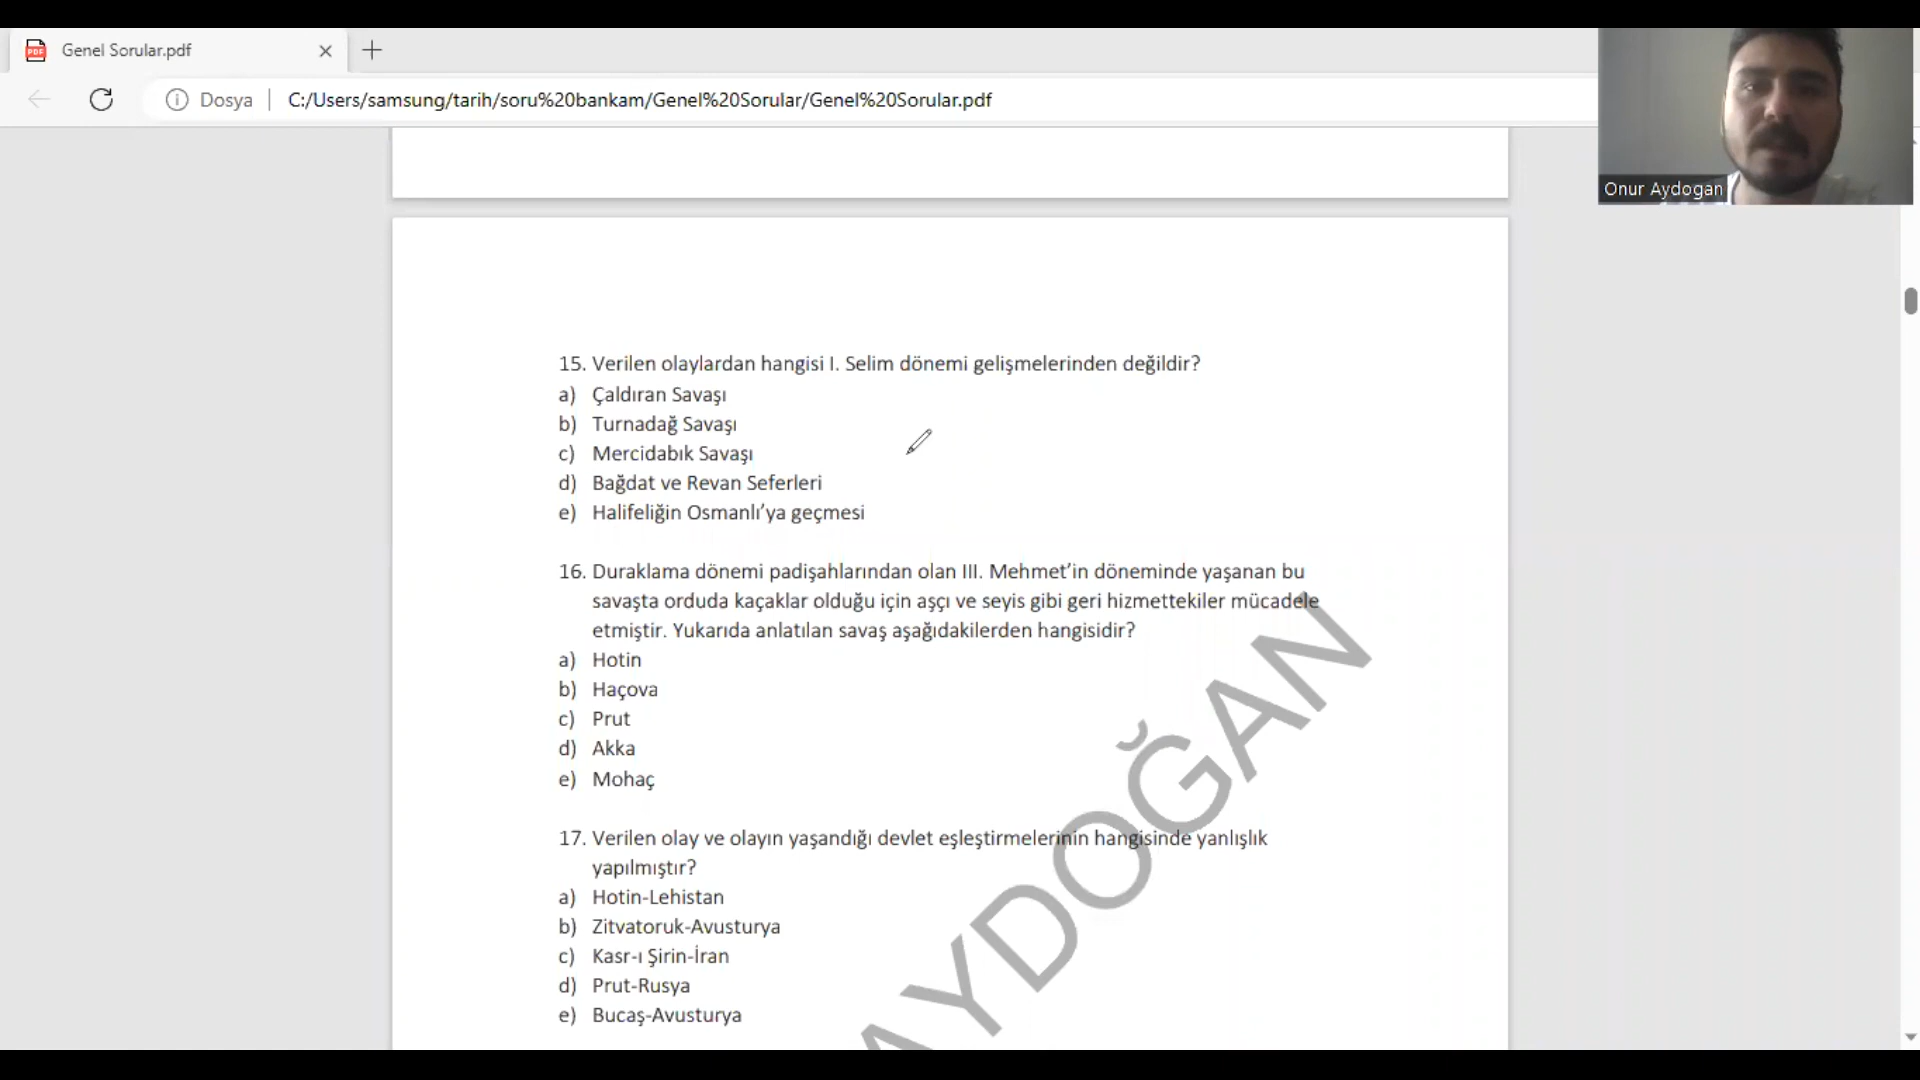 Genel Sorular.pdf
Dosya
C:/Users/samsung/tarih/soru%20bankam/Genel%20Sorular/Genel%20Sorular.pdf
Onur Aydogan
15. Verilen olaylardan hangisi I. Selim dönemi gelişmelerinden değildir?
a) Çaldıran Savaşı
b) Turnadağ Savaşı
c) Mercidabık Savaşı
d) Bağdat ve Revan Seferleri
e) Halifeliğin Osmanlı’ya geçmesi
16. Duraklama dönemi padişahlarından olan III. Mehmet’in döneminde yaşanan bu
savaşta orduda kaçaklar olduğu için aşçı ve seyis gibi geri hizmettekiler mücadele
etmiştir. Yukarıda anlatılan savaş aşağıdakilerden hangisidir?
a) Hotin
b) Haçova
c) Prut
d) Akka
e) Mohaç
17. Verilen olay ve olayın yaşandığı devlet eşleştirmelerinin hangisinde yanlışlık
yapılmıştır?
a) Hotin-Lehistan
b) Zitvatoruk-Avusturya
c) Kasr-ı Şirin-İran
d) Prut-Rusya
e) Bucaş-Avusturya
AYDOĞAN